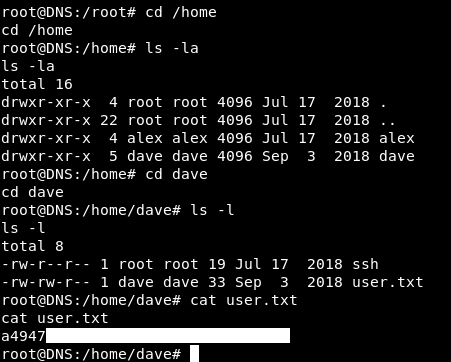 root@DNS:/root# cd /home
cd /home
root@DNS:/home# ls -la
ls -la
total 16
drwxr-xr-x  4 root root 4096 Jul 17  2018 .
drwxr-xr-x 22 root root 4096 Jul 17  2018 ..
drwxr-xr-x  4 alex alex 4096 Jul 17  2018 alex
drwxr-xr-x  5 dave dave 4096 Sep  3  2018 dave
root@DNS:/home# cd dave
cd dave
root@DNS:/home/dave# ls -l
ls -l
total 8
-rw-r--r-- 1 root root 19 Jul 17  2018 ssh
-rw-rw-r-- 1 dave dave 33 Sep  3  2018 user.txt
root@DNS:/home/dave# cat user.txt
cat user.txt
a4947
root@DNS:/home/dave#